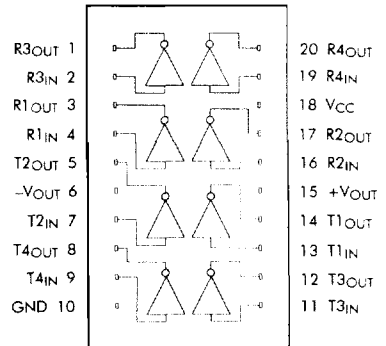 R3OUT 1
R3IN 2
R1OUT 3
R1IN 4
T2OUT 5
–VOUT 6
T2IN 7
T4OUT 8
T4IN 9
GND 10
20 R4OUT
19 R4IN
18 VCC
17 R2OUT
16 R2IN
15 +VOUT
14 T1OUT
13 T1IN
12 T3OUT
11 T3IN